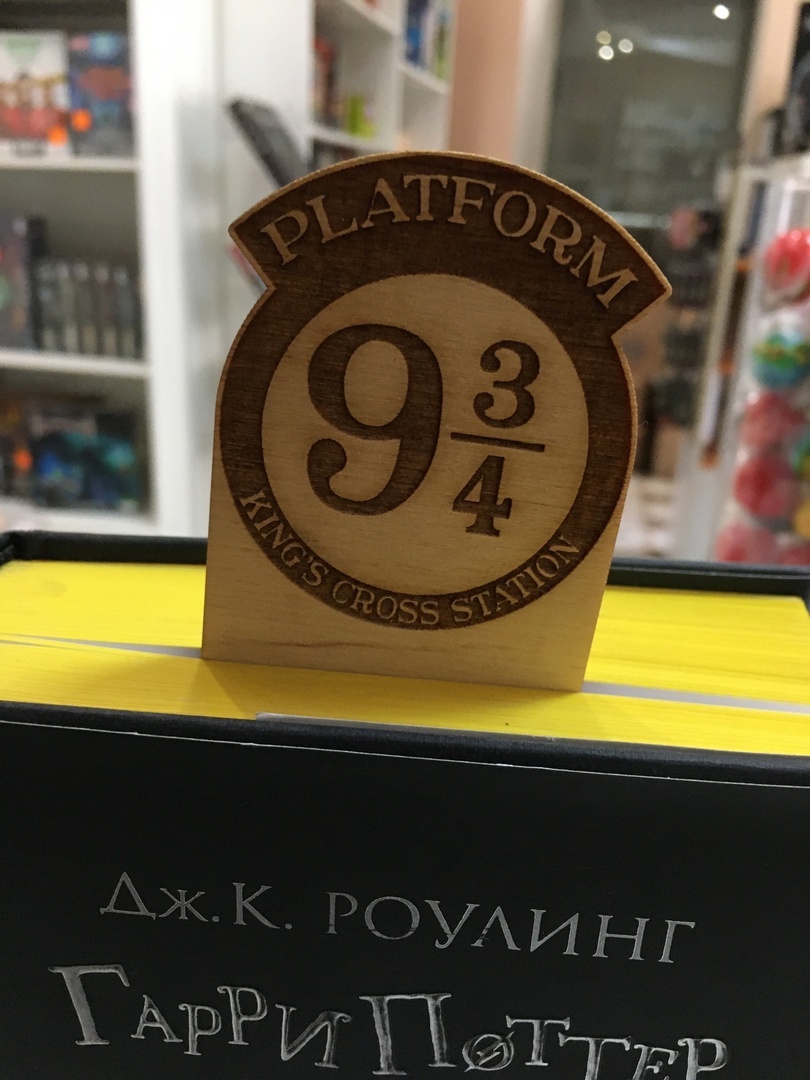 PLATFORM
9 3/4
KING'S CROSS STATION
Дж.К. РОУЛИНГ
ГАРРИ ПОТТЕР